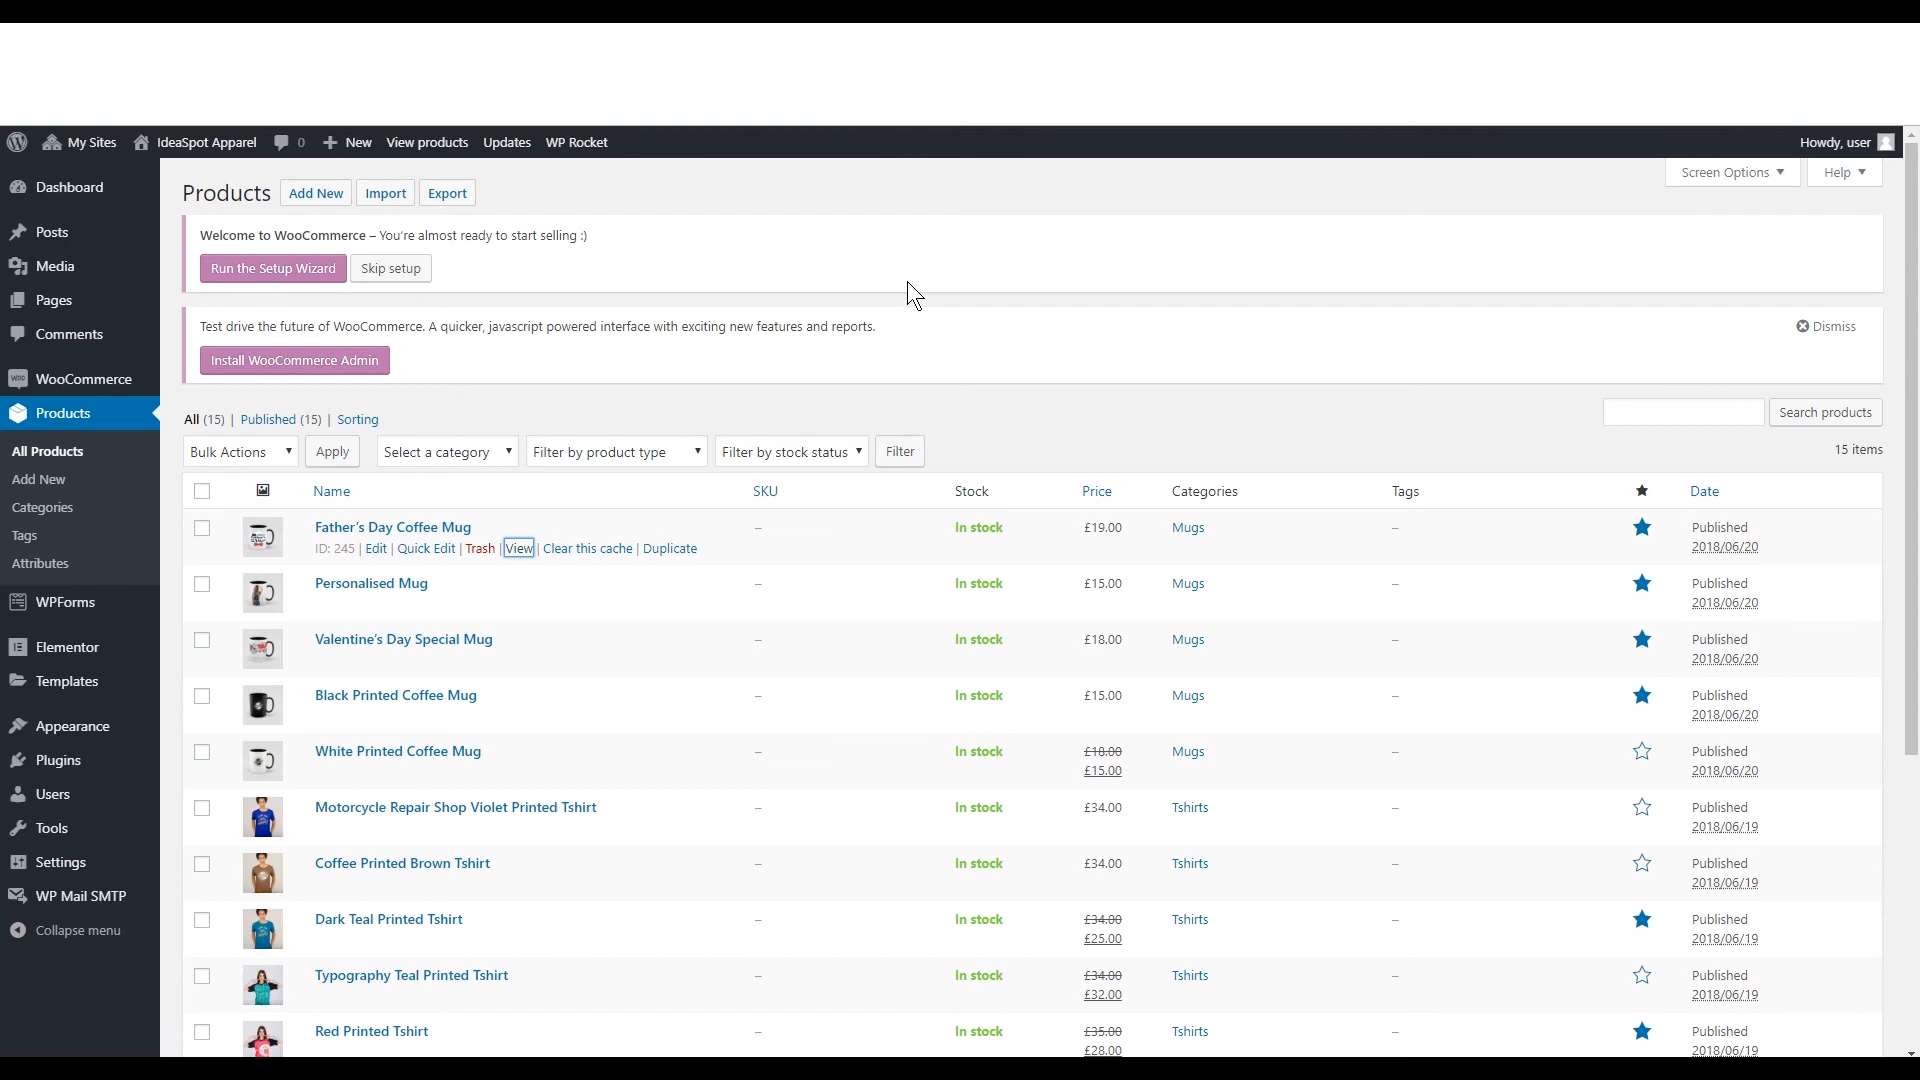 My Sites IdeaSpot Apparel 0 New View products Updates WP Rocket Howdy, user
Screen Options Help
Dashboard
Posts
Media
Pages
Comments
WooCommerce
Products
All Products
Add New
Categories
Tags
Attributes
WPForms
Elementor
Templates
Appearance
Plugins
Users
Tools
Settings
WP Mail SMTP
Collapse menu
Products Add New Import Export
Welcome to WooCommerce – You're almost ready to start selling :)
Run the Setup Wizard Skip setup
Test drive the future of WooCommerce. A quicker, javascript powered interface with exciting new features and reports. Dismiss
Install WooCommerce Admin
All (15) | Published (15) | Sorting Search products
Bulk Actions Apply Select a category Filter by product type Filter by stock status Filter 15 items
Name SKU Stock Price Categories Tags Date
Father's Day Coffee Mug – In stock £19.00 Mugs – Published
ID: 245 | Edit | Quick Edit | Trash | View | Clear this cache | Duplicate 2018/06/20
Personalised Mug – In stock £15.00 Mugs – Published
2018/06/20
Valentine's Day Special Mug – In stock £18.00 Mugs – Published
2018/06/20
Black Printed Coffee Mug – In stock £15.00 Mugs – Published
2018/06/20
White Printed Coffee Mug – In stock £18.00 Mugs – Published
£15.00 2018/06/20
Motorcycle Repair Shop Violet Printed Tshirt – In stock £34.00 Tshirts – Published
2018/06/19
Coffee Printed Brown Tshirt – In stock £34.00 Tshirts – Published
2018/06/19
Dark Teal Printed Tshirt – In stock £34.00 Tshirts – Published
£25.00 2018/06/19
Typography Teal Printed Tshirt – In stock £34.00 Tshirts – Published
£32.00 2018/06/19
Red Printed Tshirt – In stock £35.00 Tshirts – Published
£28.00 2018/06/19